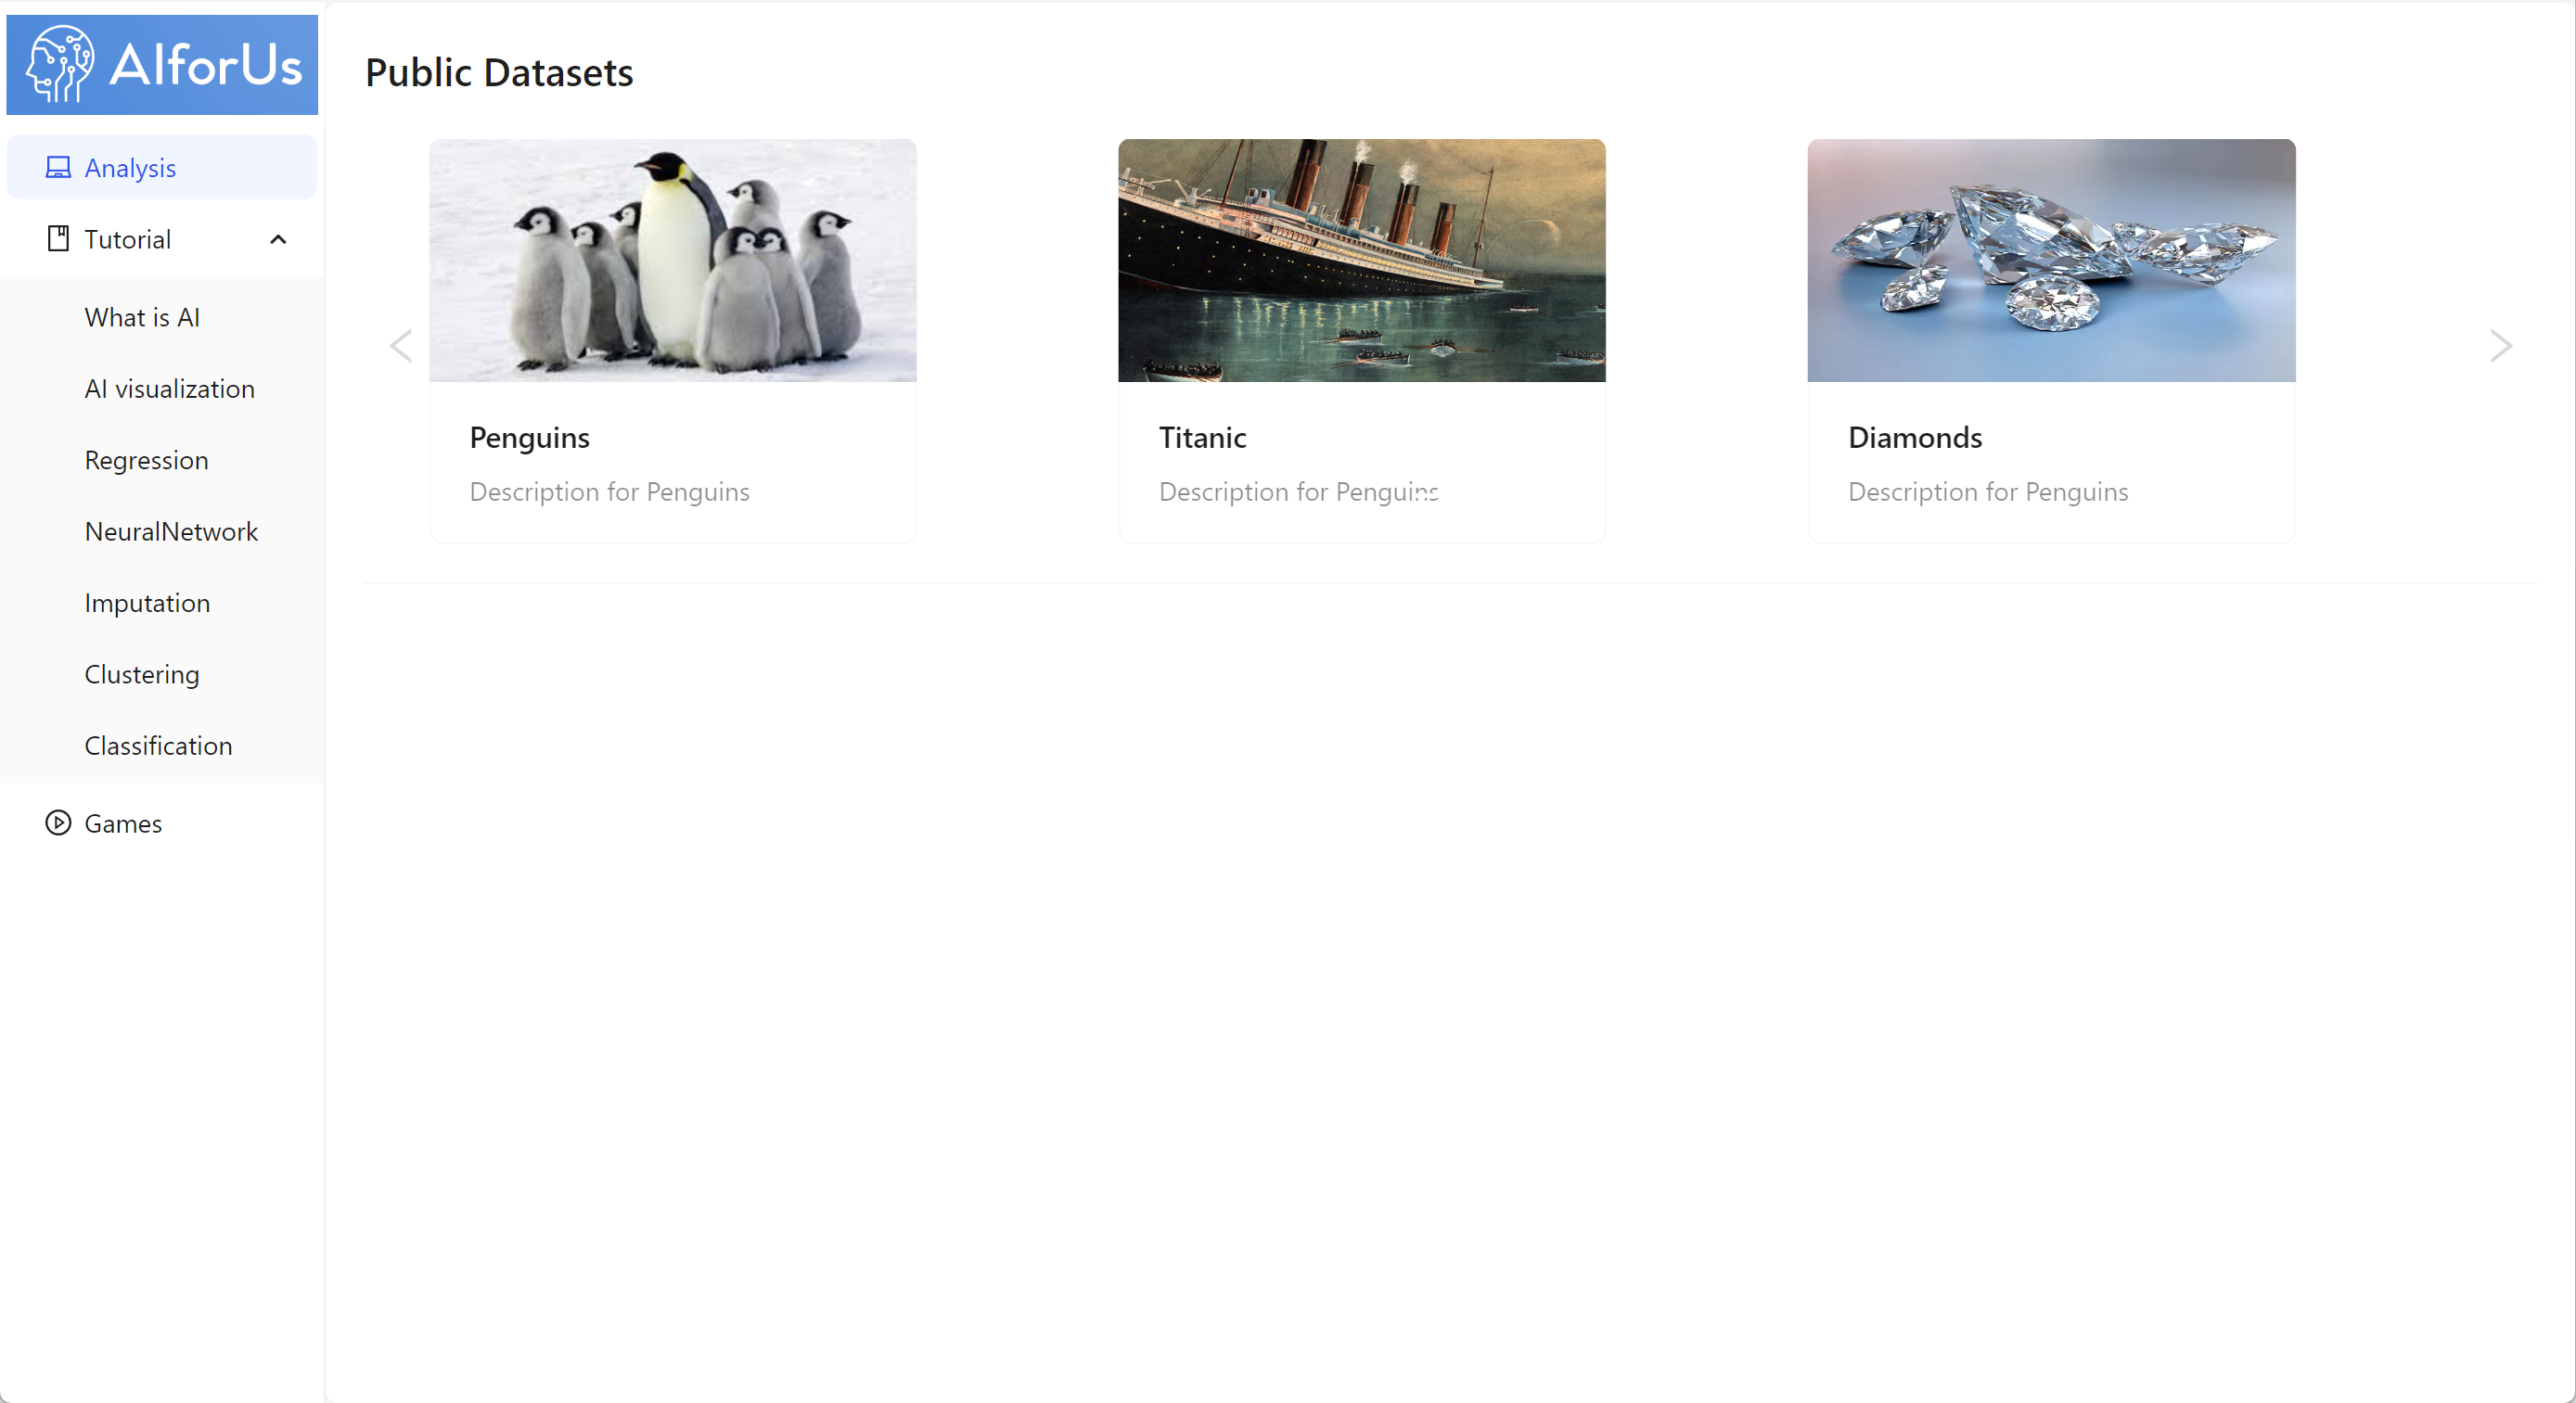 AIforUs
Analysis
Tutorial
What is AI
AI visualization
Regression
NeuralNetwork
Imputation
Clustering
Classification
Games
Public Datasets
Penguins
Description for Penguins
Titanic
Description for Penguins
Diamonds
Description for Penguins